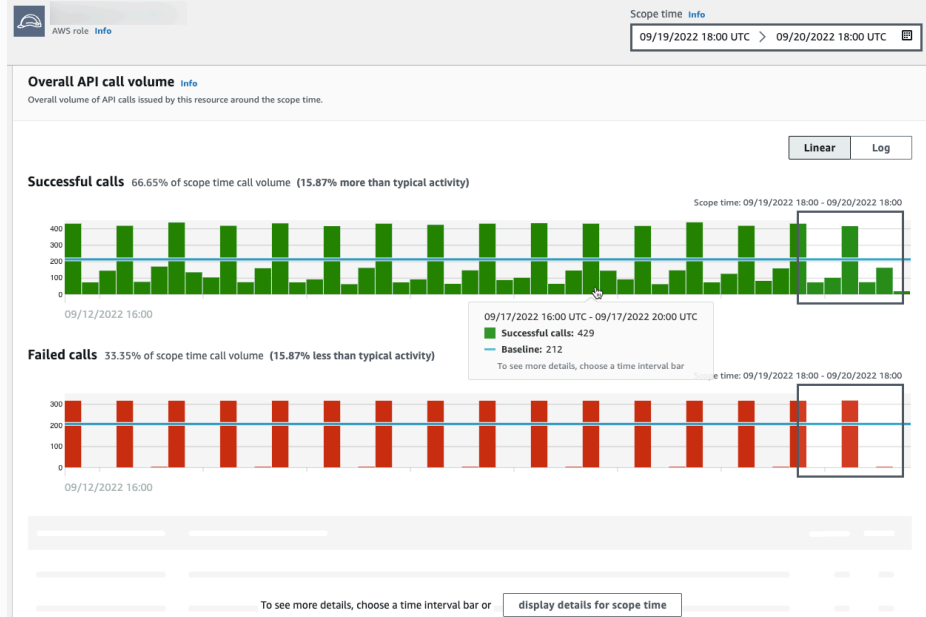 Scope time Info
AWS role Info
09/19/2022 18:00 UTC > 09/20/2022 18:00 UTC
Overall API call volume Info
Overall volume of API calls issued by this resource around the scope time.
Linear Log
Successful calls 66.65% of scope time call volume (15.87% more than typical activity)
Scope time: 09/19/2022 18:00 - 09/20/2022 18:00
400
300
200
100
0
09/12/2022 16:00
09/17/2022 16:00 UTC - 09/17/2022 20:00 UTC
Successful calls: 429
Baseline: 212
To see more details, choose a time interval bar
Failed calls 33.35% of scope time call volume (15.87% less than typical activity)
time: 09/19/2022 18:00 - 09/20/2022 18:00
300
200
100
0
09/12/2022 16:00
To see more details, choose a time interval bar or display details for scope time